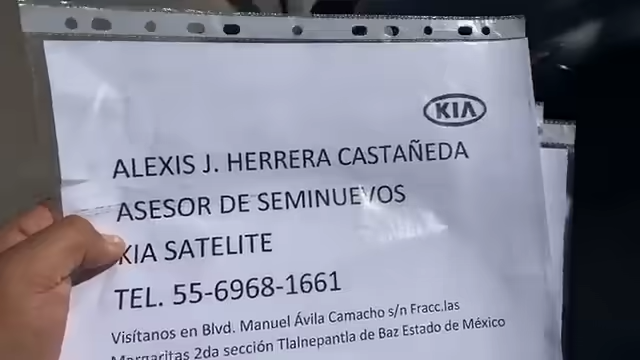 KIA
ALEXIS J. HERRERA CASTAÑEDA
ASESOR DE SEMINUEVOS
KIA SATELITE
TEL. 55-6968-1661
Visítanos en Blvd. Manuel Ávila Camacho s/n Fracc.las
Margaritas 2da sección Tlalnepantla de Baz Estado de México